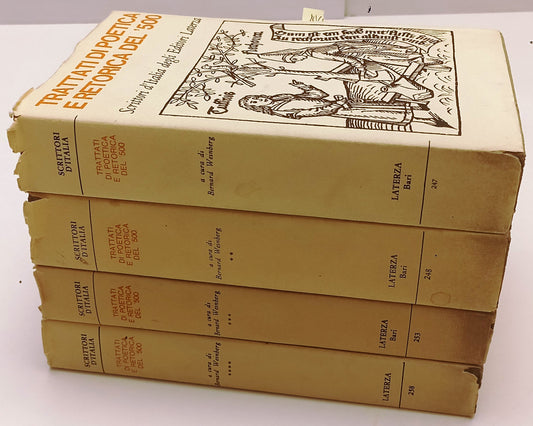 TRATTATI DI POETICA
E RETORICA DEL '500
Scrittori d'Italia degli Editori Laterza
SCRITTORI
D'ITALIA
TRATTATI
DI POETICA
E RETORICA
DEL '500
a cura di
Bernard Weinberg
*
LATERZA
Bari
247
SCRITTORI
D'ITALIA
TRATTATI
DI POETICA
E RETORICA
DEL '500
a cura di
Bernard Weinberg
**
LATERZA
Bari
248
SCRITTORI
D'ITALIA
TRATTATI
DI POETICA
E RETORICA
DEL '500
a cura di
Bernard Weinberg
***
LATERZA
Bari
253
SCRITTORI
D'ITALIA
TRATTATI
DI POETICA
E RETORICA
DEL '500
a cura di
Bernard Weinberg
****
LATERZA
258